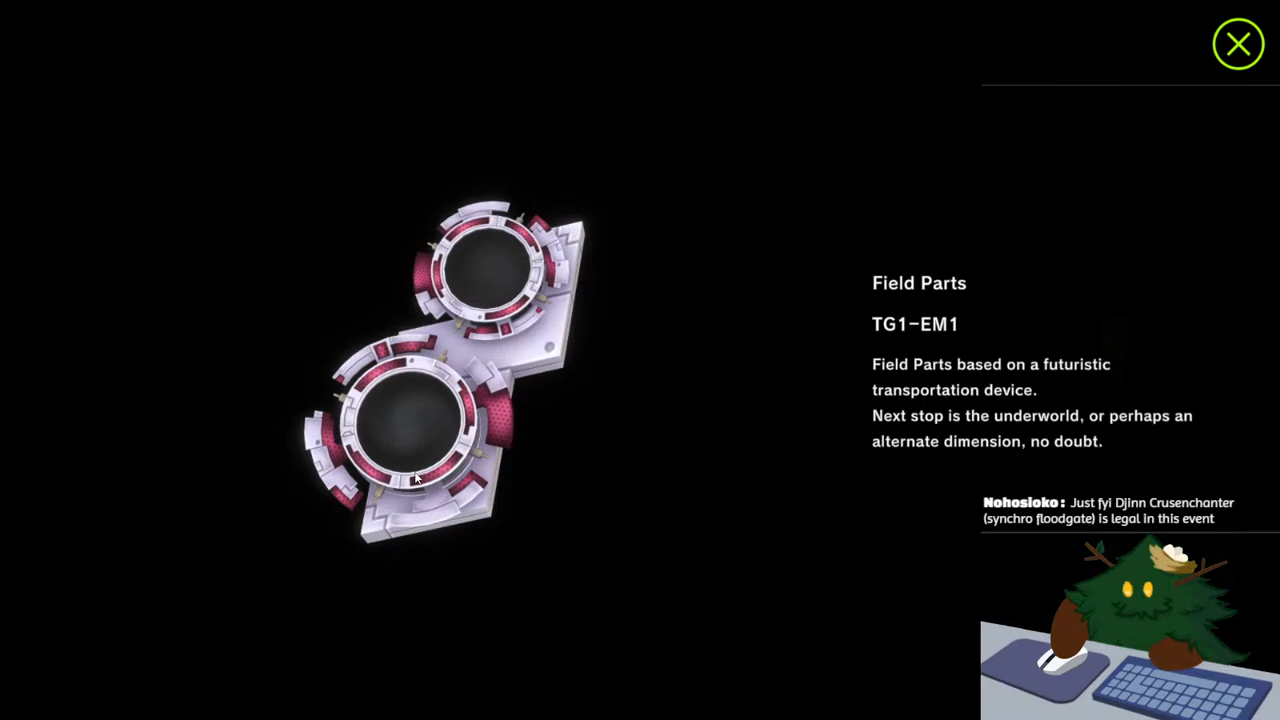 Field Parts
TG1-EM1
Field Parts based on a futuristic
transportation device.
Next stop is the underworld, or perhaps an
alternate dimension, no doubt.
Nohosioko: Just fyi Djinn Crusenchanter
(synchro floodgate) is legal in this event